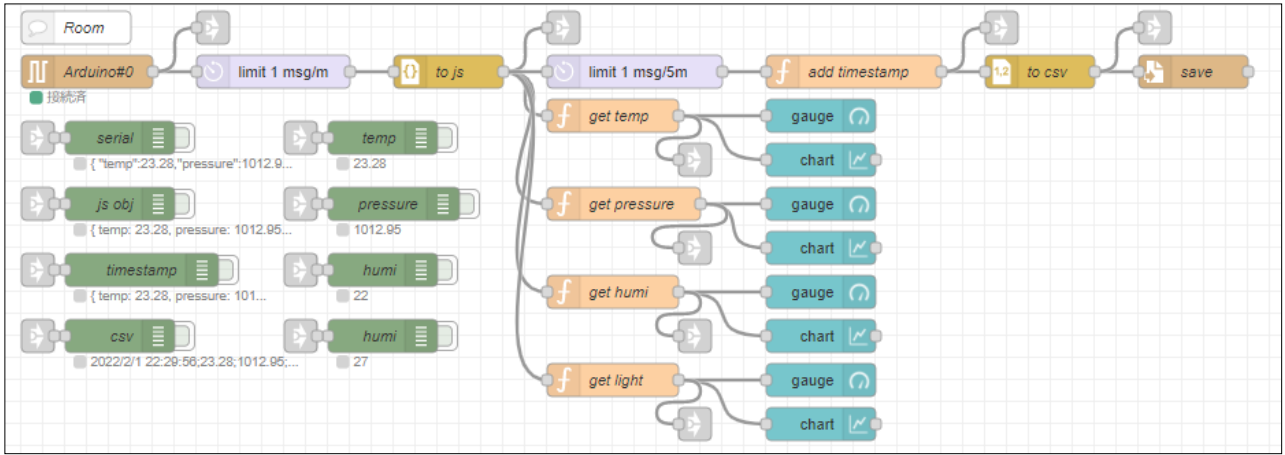 Room
Arduino#0
limit 1 msg/m
to js
limit 1 msg/5m
add timestamp
1,2
to csv
save
接続済
get temp
gauge
serial
temp
{ "temp":23.28,"pressure":1012.9...
23.28
chart
js obj
pressure
get pressure
gauge
{ temp: 23.28, pressure: 1012.95...
1012.95
chart
timestamp
humi
{ temp: 23.28, pressure: 101...
22
get humi
gauge
csv
humi
chart
2022/2/1 22:29:56;23.28;1012.95;...
27
get light
gauge
chart